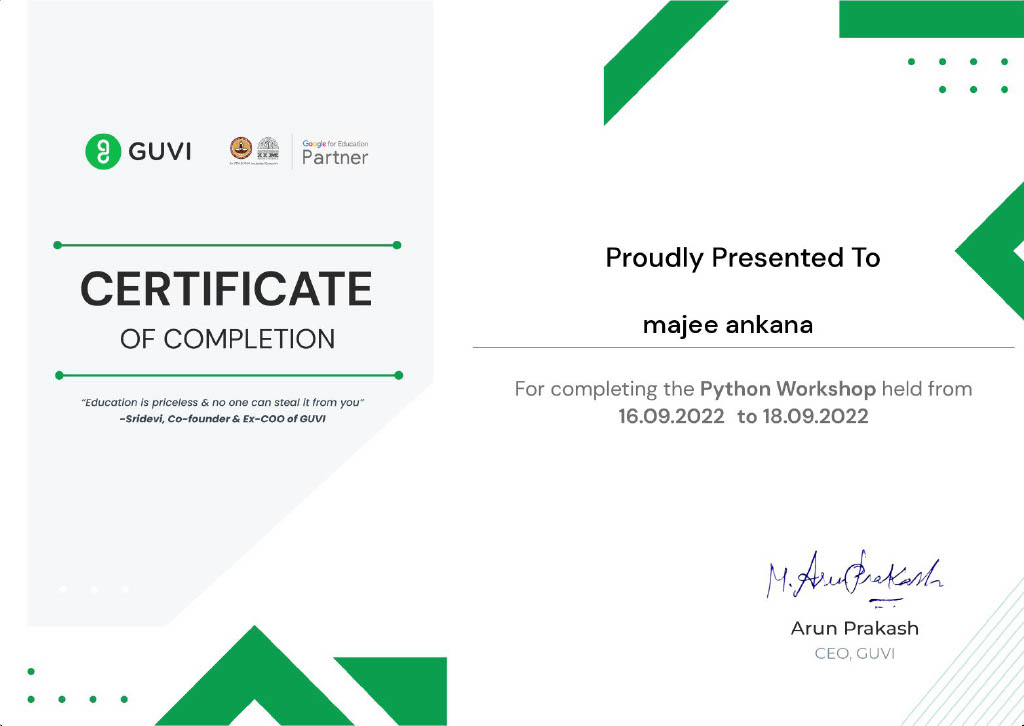 GUVI
Google for Education
Partner
CERTIFICATE
OF COMPLETION
“Education is priceless & no one can steal it from you”
-Sridevi, Co-founder & Ex-COO of GUVI
Proudly Presented To
majee ankana
For completing the Python Workshop held from
16.09.2022 to 18.09.2022
M. Arun Prakash
Arun Prakash
CEO, GUVI